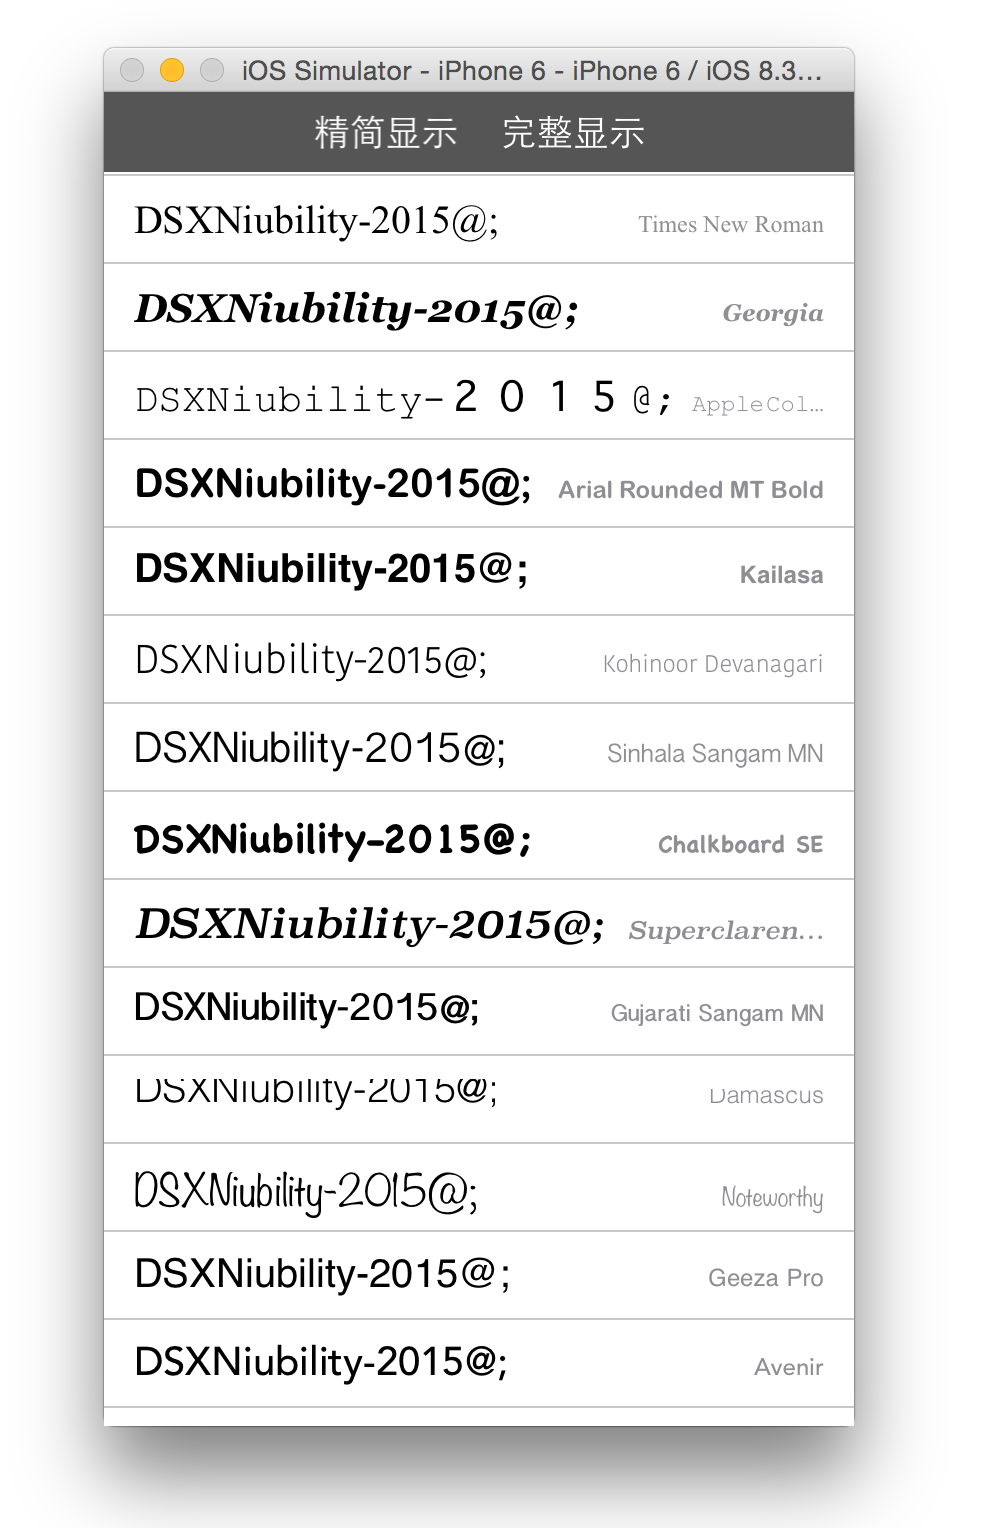 iOS Simulator - iPhone 6 - iPhone 6 / iOS 8.3...
精简显示 完整显示
DSXNiubility-2015@; Times New Roman
DSXNiubility-2015@; Georgia
DSXNiubility-2015@; AppleCol...
DSXNiubility-2015@; Arial Rounded MT Bold
DSXNiubility-2015@; Kailasa
DSXNiubility-2015@; Kohinoor Devanagari
DSXNiubility-2015@; Sinhala Sangam MN
DSXNiubility-2015@; Chalkboard SE
DSXNiubility-2015@; Superclaren...
DSXNiubility-2015@; Gujarati Sangam MN
DSXNiubility-2015@; Damascus
DSXNiubility-2015@; Noteworthy
DSXNiubility-2015@; Geeza Pro
DSXNiubility-2015@; Avenir